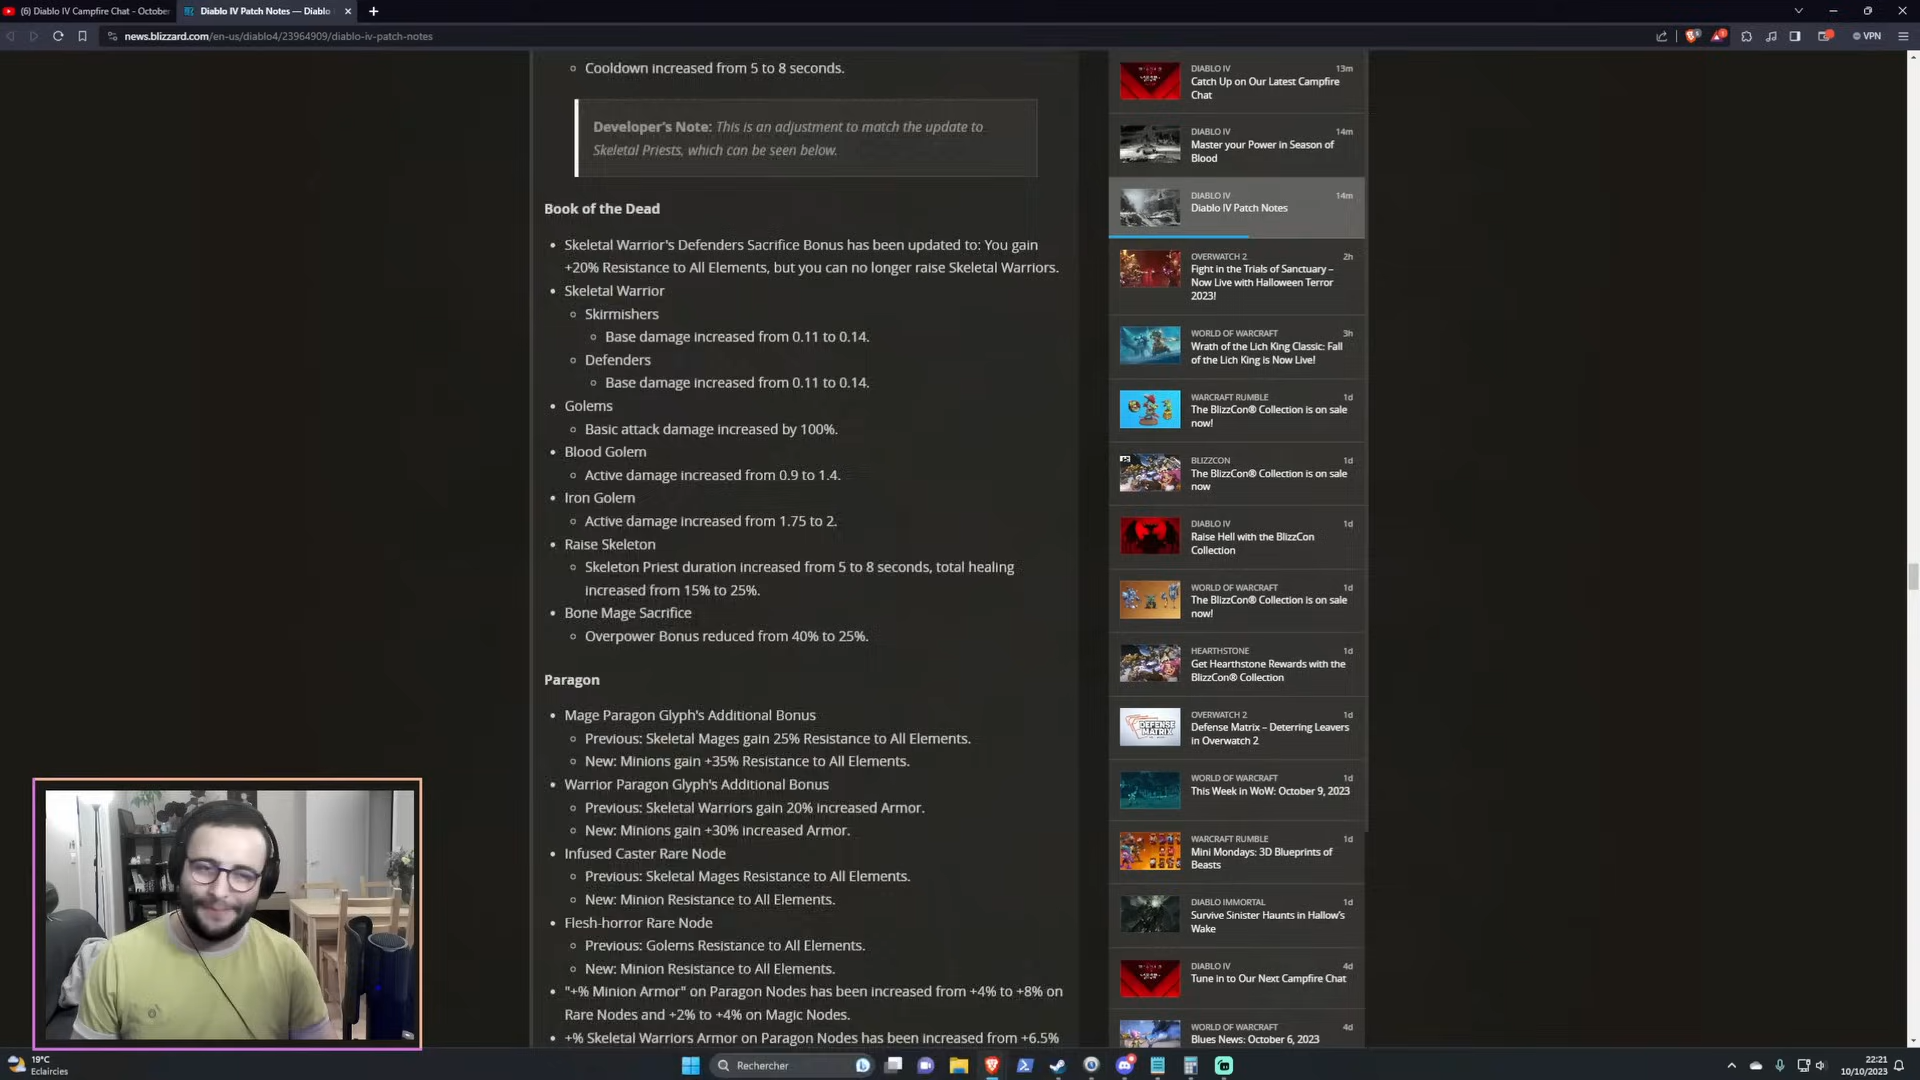 (6) Diablo IV Campfire Chat - October
Diablo IV Patch Notes — Diablo
news.blizzard.com/en-us/diablo4/23964909/diablo-iv-patch-notes
VPN
Cooldown increased from 5 to 8 seconds.
Developer's Note: This is an adjustment to match the update to
Skeletal Priests, which can be seen below.
Book of the Dead
Skeletal Warrior's Defenders Sacrifice Bonus has been updated to: You gain
+20% Resistance to All Elements, but you can no longer raise Skeletal Warriors.
Skeletal Warrior
Skirmishers
Base damage increased from 0.11 to 0.14.
Defenders
Base damage increased from 0.11 to 0.14.
Golems
Basic attack damage increased by 100%.
Blood Golem
Active damage increased from 0.9 to 1.4.
Iron Golem
Active damage increased from 1.75 to 2.
Raise Skeleton
Skeleton Priest duration increased from 5 to 8 seconds, total healing
increased from 15% to 25%.
Bone Mage Sacrifice
Overpower Bonus reduced from 40% to 25%.
Paragon
Mage Paragon Glyph's Additional Bonus
Previous: Skeletal Mages gain 25% Resistance to All Elements.
New: Minions gain +35% Resistance to All Elements.
Warrior Paragon Glyph's Additional Bonus
Previous: Skeletal Warriors gain 20% increased Armor.
New: Minions gain +30% increased Armor.
Infused Caster Rare Node
Previous: Skeletal Mages Resistance to All Elements.
New: Minion Resistance to All Elements.
Flesh-horror Rare Node
Previous: Golems Resistance to All Elements.
New: Minion Resistance to All Elements.
"+% Minion Armor" on Paragon Nodes has been increased from +4% to +8% on
Rare Nodes and +2% to +4% on Magic Nodes.
+% Skeletal Warriors Armor on Paragon Nodes has been increased from +6.5%
DIABLO IV 13m
Catch Up on Our Latest Campfire
Chat
DIABLO IV 14m
Master your Power in Season of
Blood
DIABLO IV 14m
Diablo IV Patch Notes
OVERWATCH 2 2h
Fight in the Trials of Sanctuary –
Now Live with Halloween Terror
2023!
WORLD OF WARCRAFT 3h
Wrath of the Lich King Classic: Fall
of the Lich King is Now Live!
WARCRAFT RUMBLE 1d
The BlizzCon® Collection is on sale
now!
BLIZZCON 1d
The BlizzCon® Collection is on sale
now
DIABLO IV 1d
Raise Hell with the BlizzCon
Collection
WORLD OF WARCRAFT 1d
The BlizzCon® Collection is on sale
now!
HEARTHSTONE 1d
Get Hearthstone Rewards with the
BlizzCon® Collection
OVERWATCH 2 1d
Defense Matrix – Deterring Leavers
in Overwatch 2
DEFENSE
MATRIX
WORLD OF WARCRAFT 1d
This Week in WoW: October 9, 2023
WARCRAFT RUMBLE 1d
Mini Mondays: 3D Blueprints of
Beasts
DIABLO IMMORTAL 1d
Survive Sinister Haunts in Hallow's
Wake
DIABLO IV 4d
Tune in to Our Next Campfire Chat
WORLD OF WARCRAFT 4d
Blues News: October 6, 2023
19°C
Eclaircies
Rechercher
22:21
10/10/2023